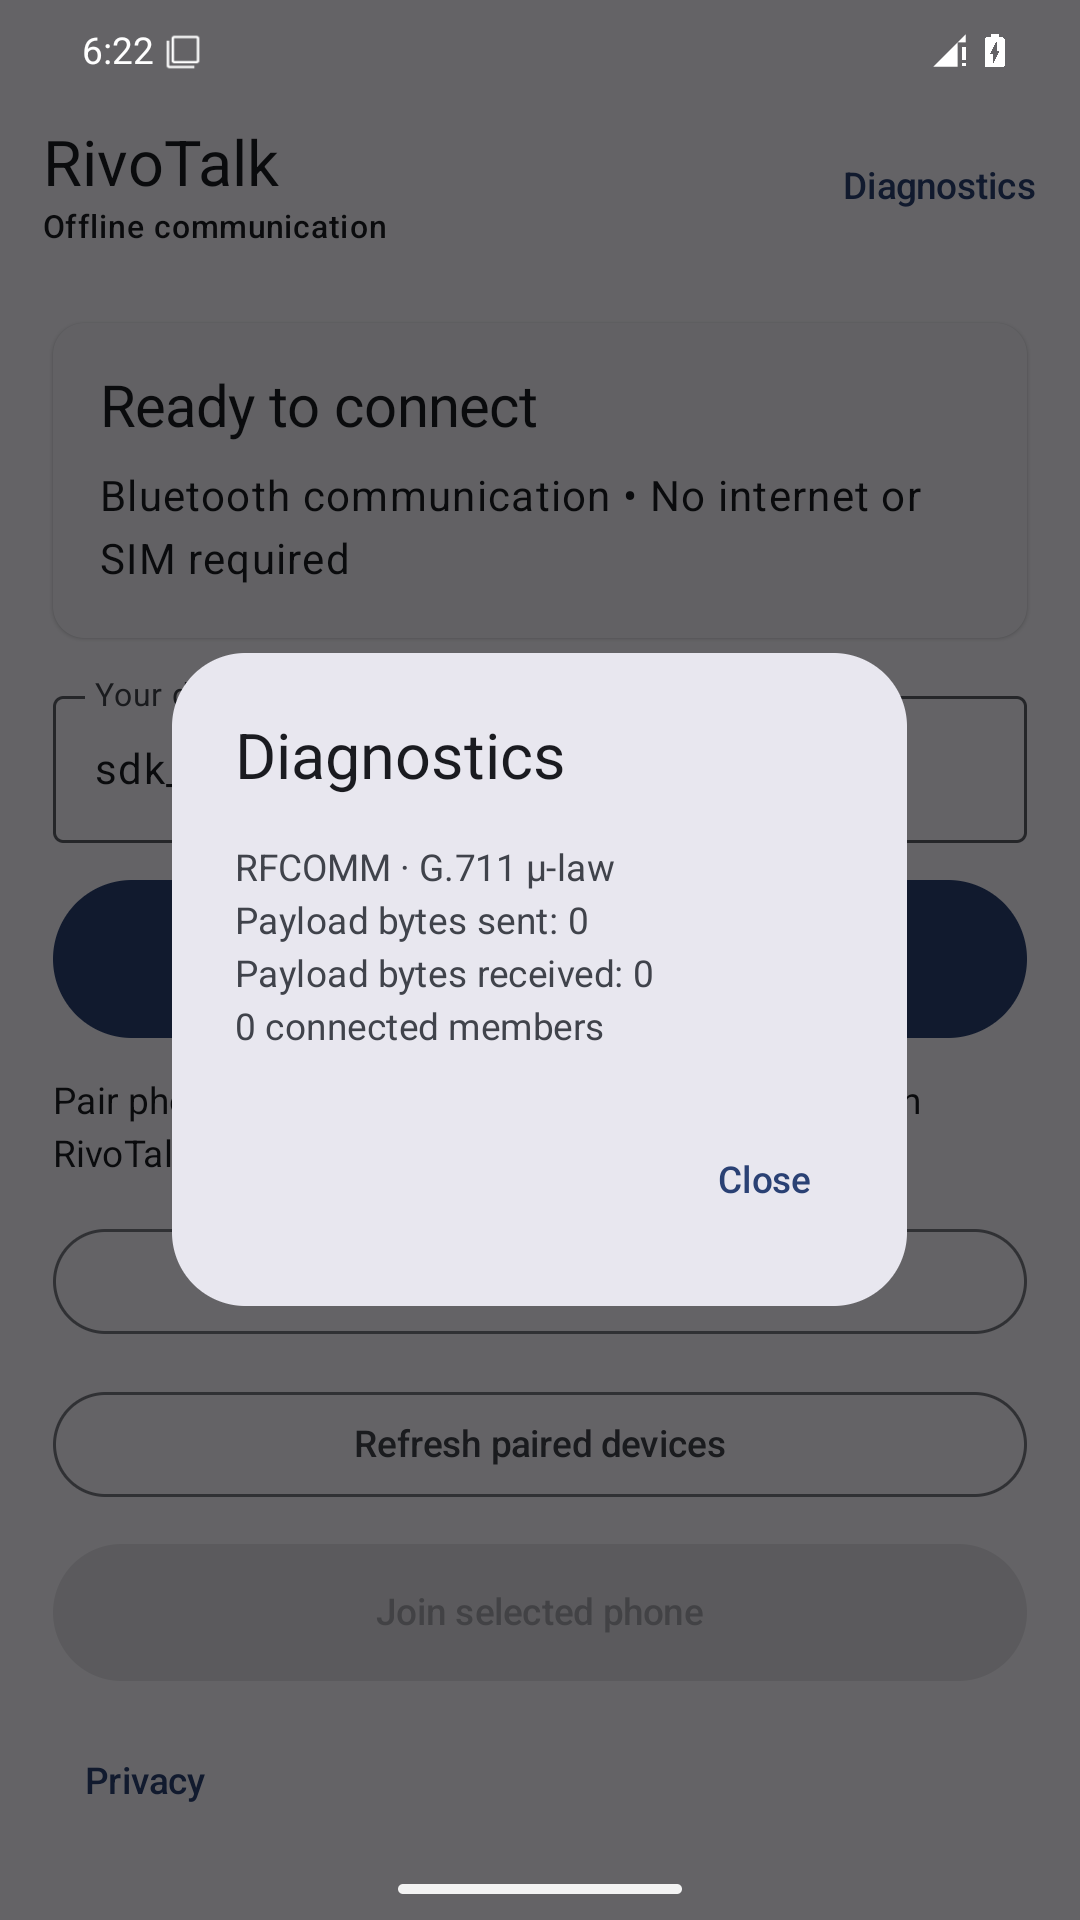 6:22
RivoTalk
Diagnostics
Offline communication
Ready to connect
Bluetooth communication • No internet or
SIM required
Your
sdk_
Diagnostics
RFCOMM · G.711 µ-law
Payload bytes sent: 0
Payload bytes received: 0
0 connected members
Close
Pair
RivoTal
Refresh paired devices
Join selected phone
Privacy